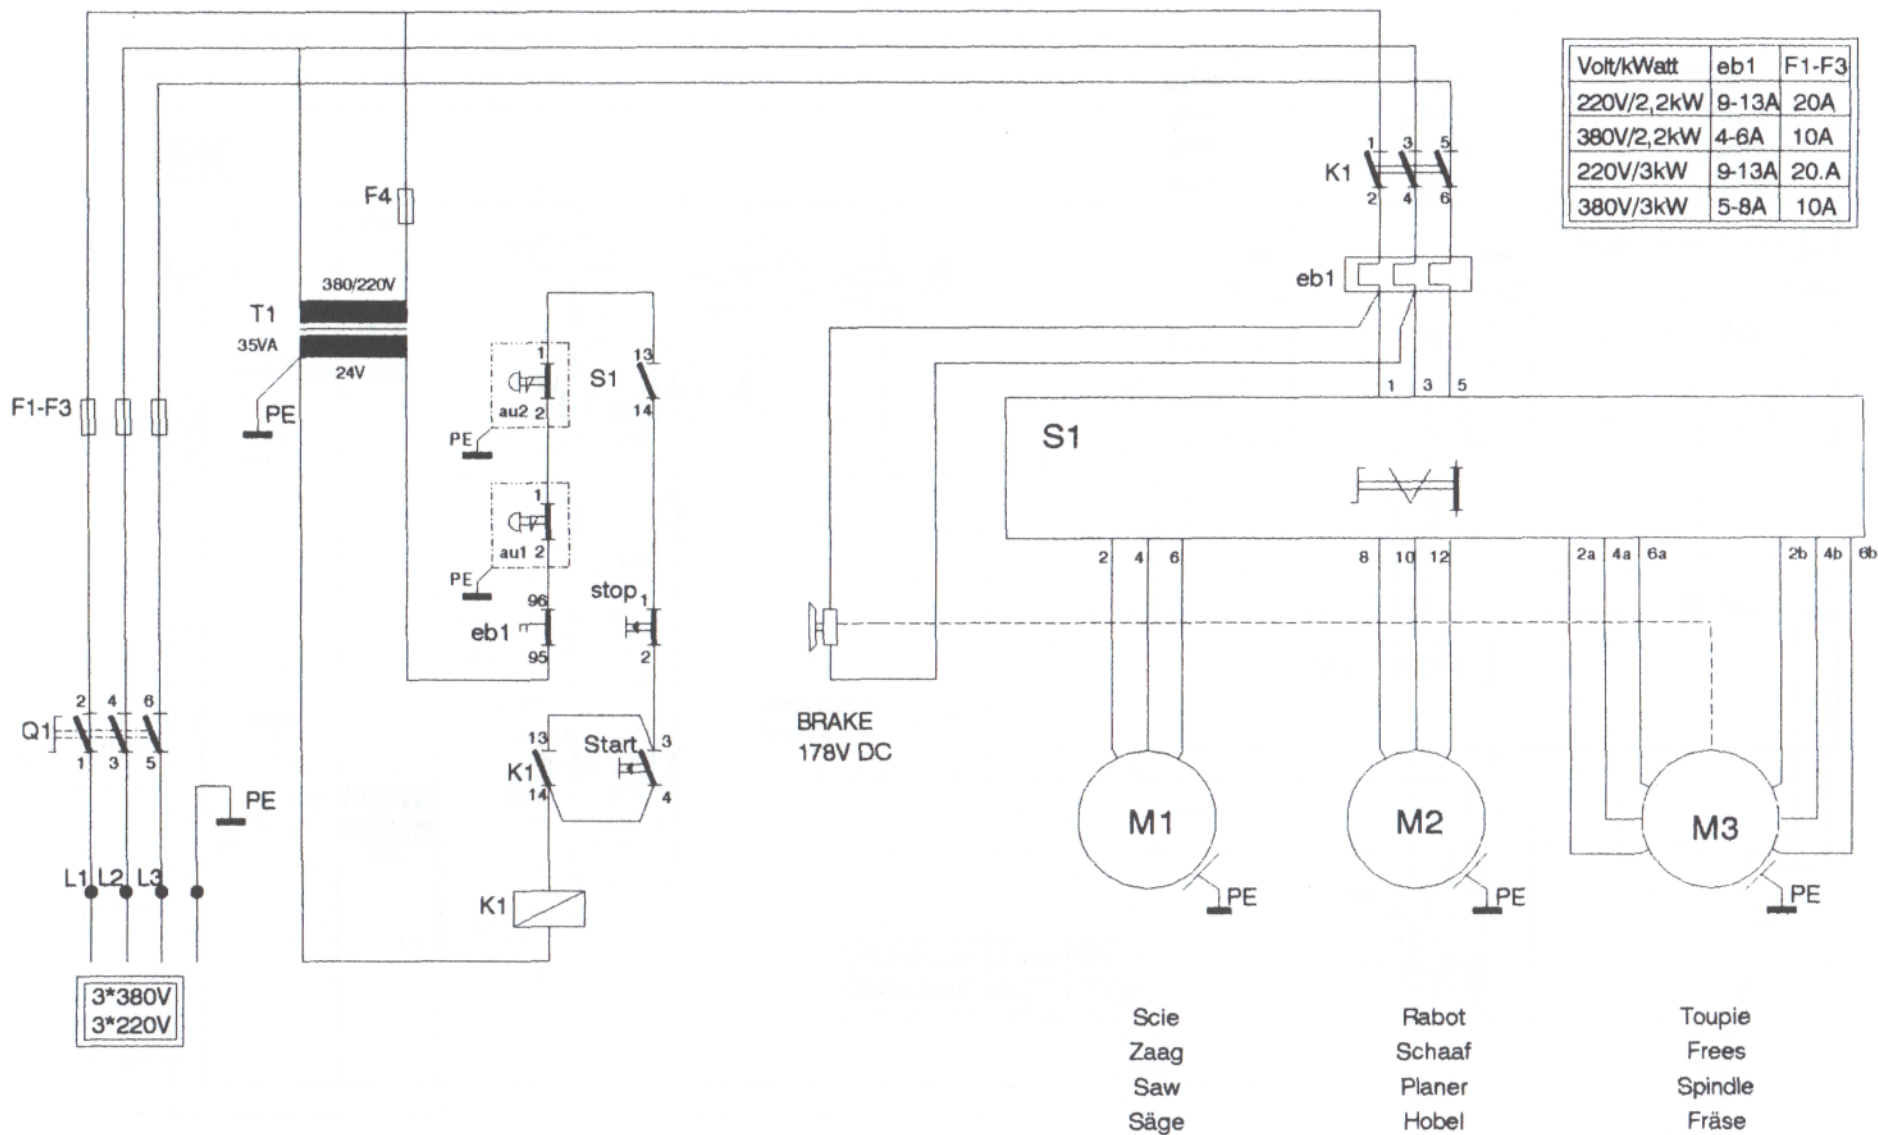 Volt/kWatt eb1 F1-F3
220V/2,2kW 9-13A 20A
380V/2,2kW 4-6A 10A
220V/3kW 9-13A 20.A
380V/3kW 5-8A 10A
1 3 5
K1
2 4 6
F4
eb1
380/220V
T1
35VA
24V
PE
F1-F3
1
au2 2
PE
S1
13
14
1
au1 2
PE
96
eb1
95
stop
1
2
1 3 5
S1
2 4 6
8 10 12
2a 4a 6a
2b 4b 6b
2 4 6
Q1
1 3 5
PE
L1 L2 L3
3*380V
3*220V
13
K1
14
Start
3
4
K1
BRAKE
178V DC
M1
PE
M2
PE
M3
PE
Scie Rabot Toupie
Zaag Schaaf Frees
Saw Planer Spindle
Säge Hobel Fräse